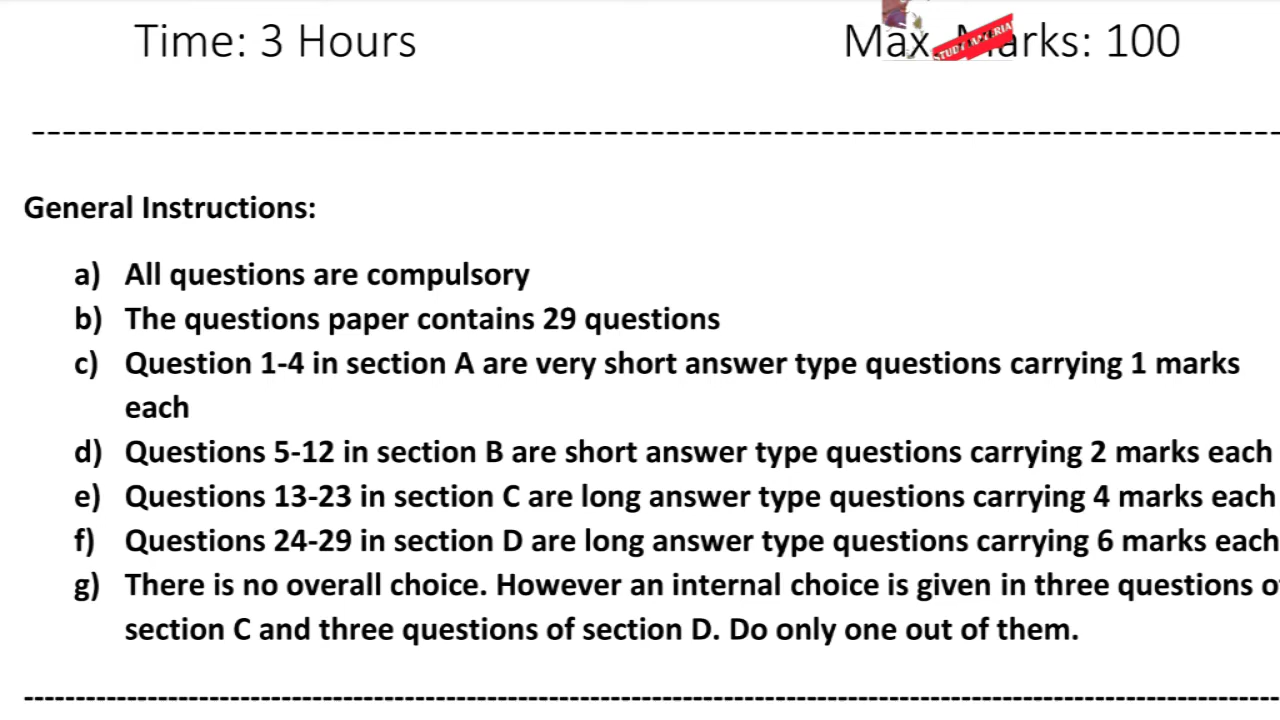 Time: 3 Hours Max. Marks: 100
STUDY MATERIAL
General Instructions:
a) All questions are compulsory
b) The questions paper contains 29 questions
c) Question 1-4 in section A are very short answer type questions carrying 1 marks
each
d) Questions 5-12 in section B are short answer type questions carrying 2 marks each
e) Questions 13-23 in section C are long answer type questions carrying 4 marks each
f) Questions 24-29 in section D are long answer type questions carrying 6 marks each
g) There is no overall choice. However an internal choice is given in three questions of
section C and three questions of section D. Do only one out of them.